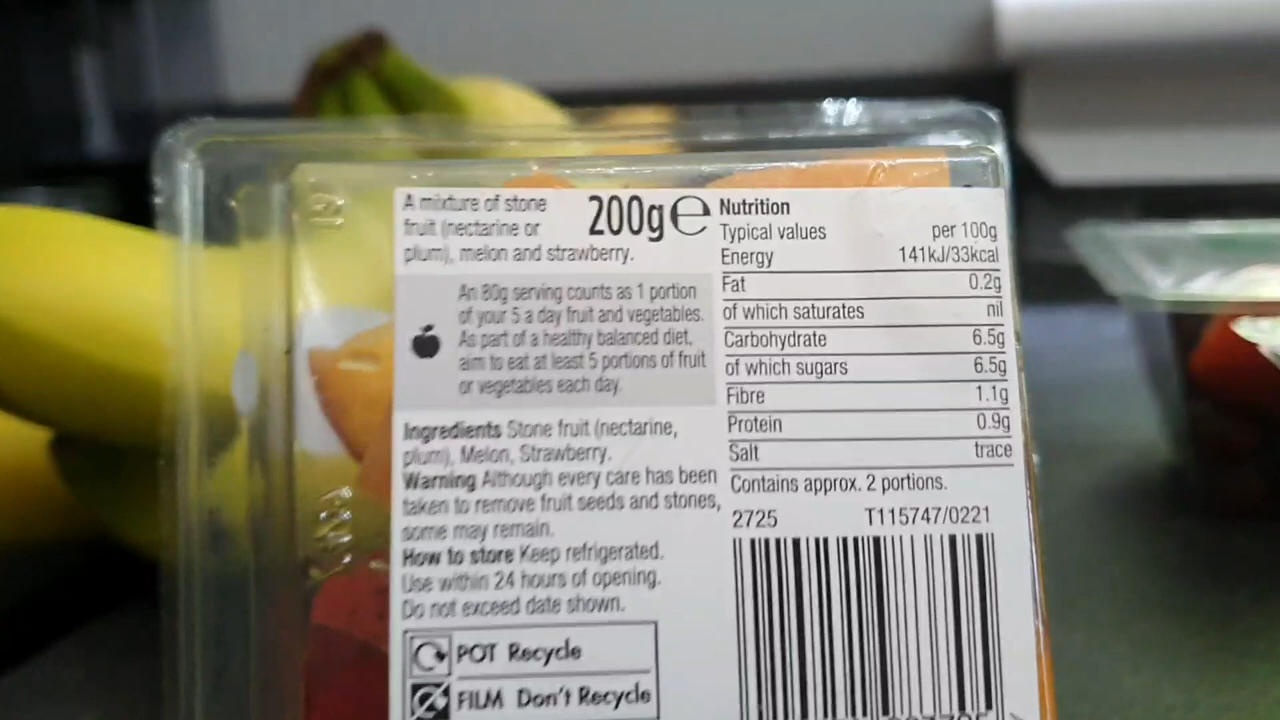 A mixture of stone
fruit (nectarine or
plum), melon and strawberry.
200g e
An 80g serving counts as 1 portion
of your 5 a day fruit and vegetables.
As part of a healthy balanced diet,
aim to eat at least 5 portions of fruit
or vegetables each day.
Ingredients Stone fruit (nectarine,
plum), Melon, Strawberry.
Warning Although every care has been
taken to remove fruit seeds and stones,
some may remain.
How to store Keep refrigerated.
Use within 24 hours of opening.
Do not exceed date shown.
POT Recycle
FILM Don't Recycle
Nutrition
Typical values per 100g
Energy 141kJ/33kcal
Fat 0.2g
of which saturates nil
Carbohydrate 6.5g
of which sugars 6.5g
Fibre 1.1g
Protein 0.9g
Salt trace
Contains approx. 2 portions.
2725 T115747/0221